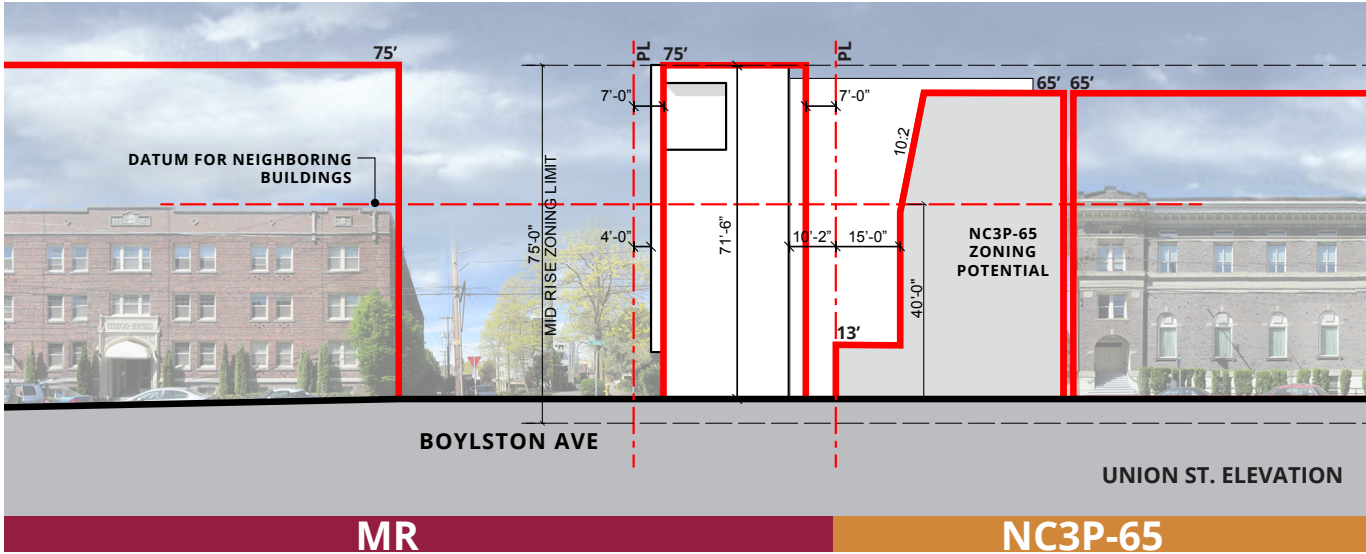 75’
PL
75’
PL
65’
65’
7’-0”
7’-0”
10:2
DATUM FOR NEIGHBORING
BUILDINGS
75’-0”
MID RISE ZONING LIMIT
4’-0”
71’-6”
10’-2”
15’-0”
NC3P-65
ZONING
POTENTIAL
40’-0"
13’
BOYLSTON AVE
UNION ST. ELEVATION
MR
NC3P-65